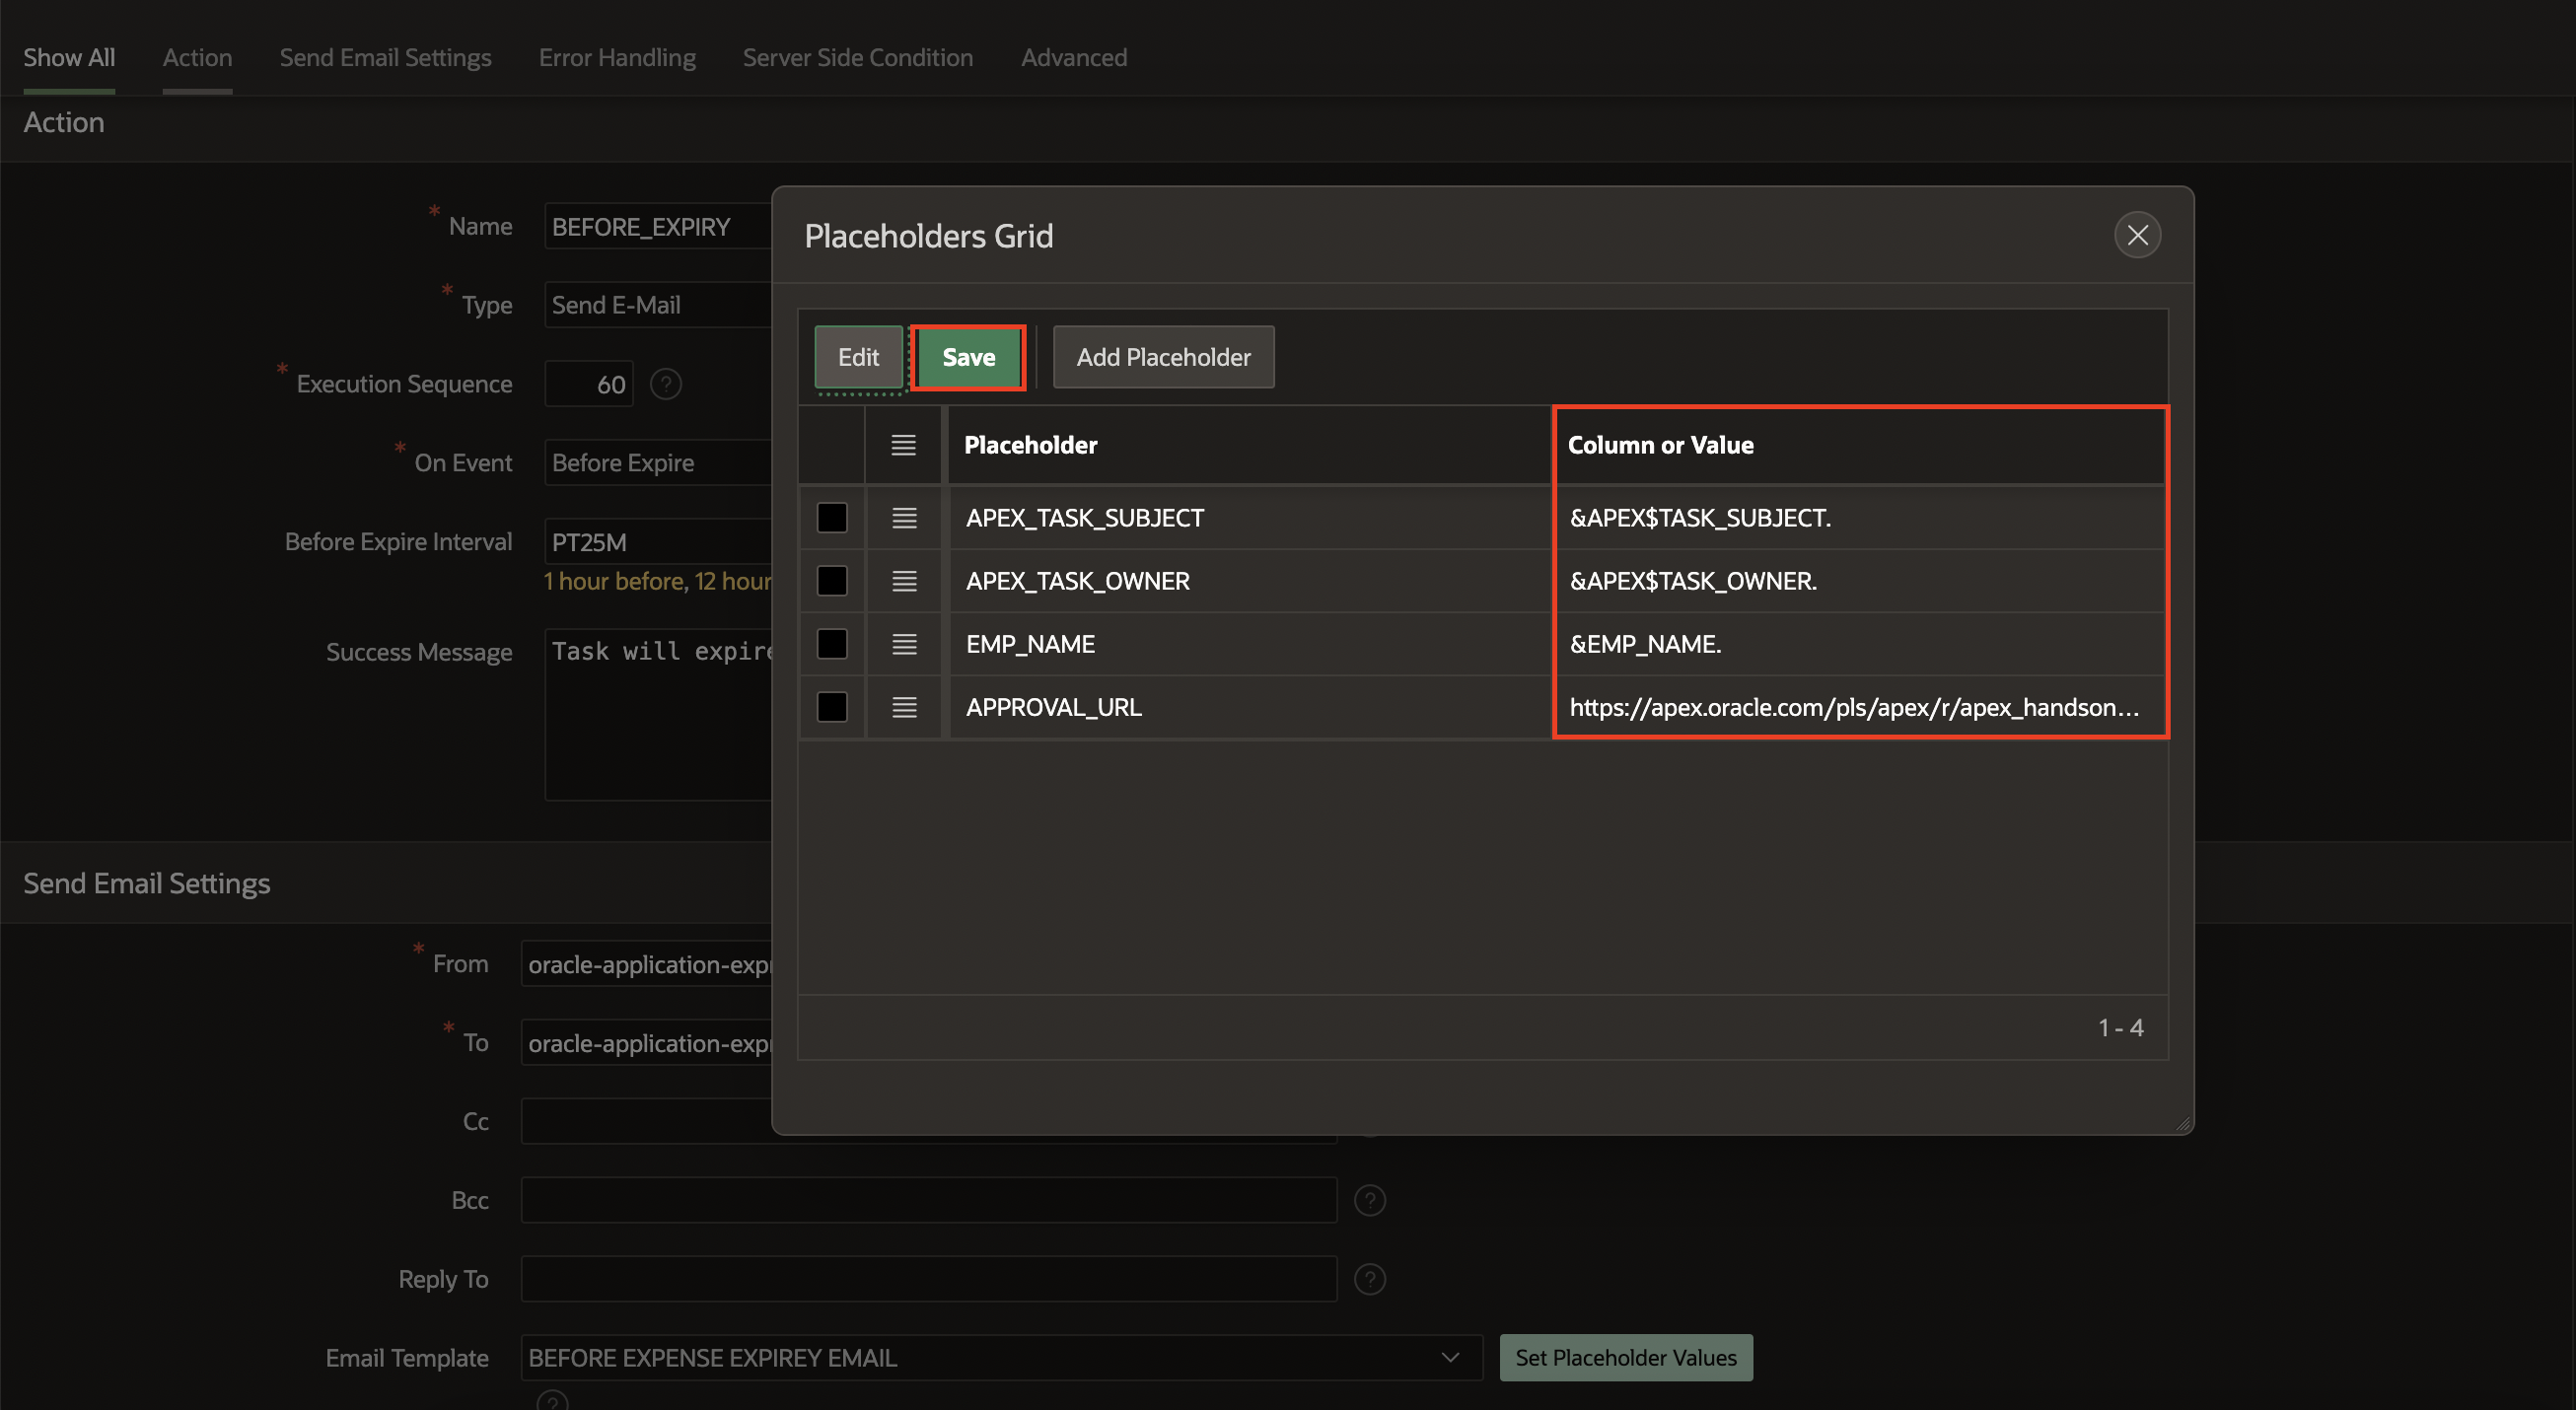 Show All Action Send Email Settings Error Handling Server Side Condition Advanced
Action
* Name BEFORE_EXPIRY
* Type Send E-Mail
* Execution Sequence 60 ?
* On Event Before Expire
Before Expire Interval PT25M
1 hour before, 12 hour
Success Message Task will expire
Placeholders Grid
Edit Save Add Placeholder
Placeholder Column or Value
APEX_TASK_SUBJECT &APEX$TASK_SUBJECT.
APEX_TASK_OWNER &APEX$TASK_OWNER.
EMP_NAME &EMP_NAME.
APPROVAL_URL https://apex.oracle.com/pls/apex/r/apex_handson...
1 - 4
Send Email Settings
* From oracle-application-expr
* To oracle-application-expr
Cc
Bcc ?
Reply To ?
Email Template BEFORE EXPENSE EXPIREY EMAIL Set Placeholder Values
?